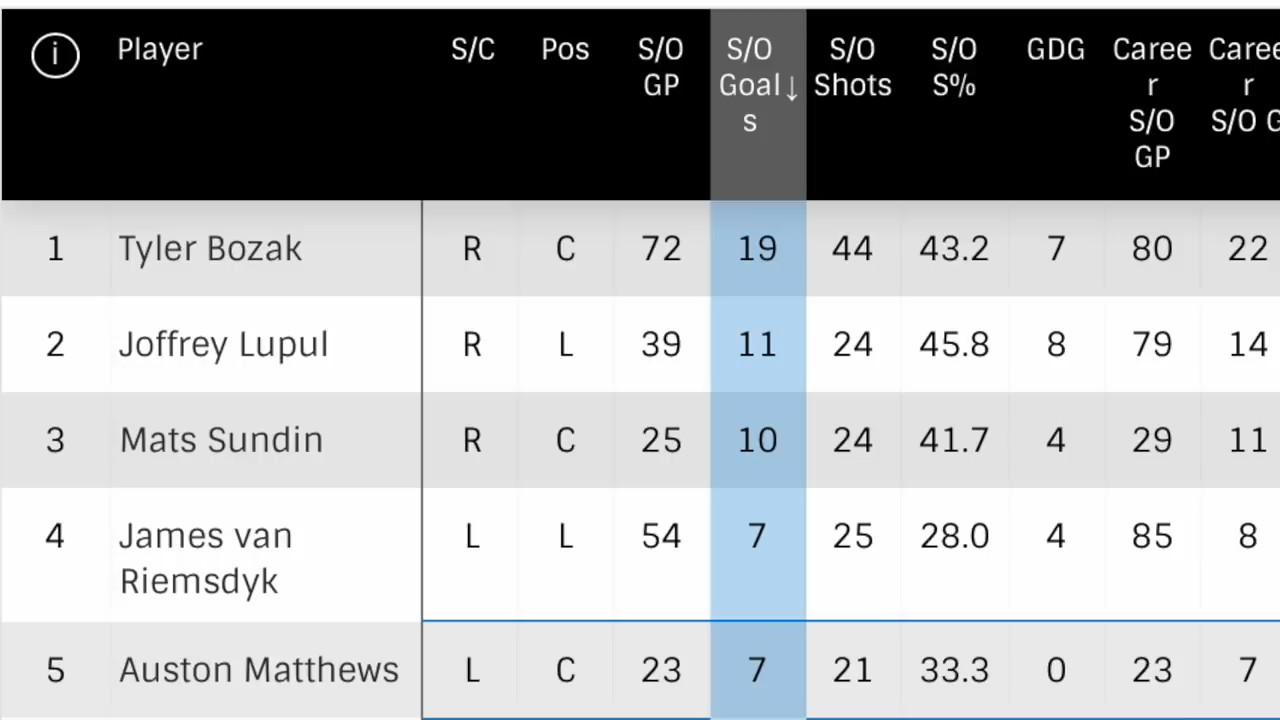 i Player S/C Pos S/O GP S/O Goals↓ S/O Shots S/O S% GDG Career S/O GP Career S/O G
1 Tyler Bozak R C 72 19 44 43.2 7 80 22
2 Joffrey Lupul R L 39 11 24 45.8 8 79 14
3 Mats Sundin R C 25 10 24 41.7 4 29 11
4 James van Riemsdyk L L 54 7 25 28.0 4 85 8
5 Auston Matthews L C 23 7 21 33.3 0 23 7